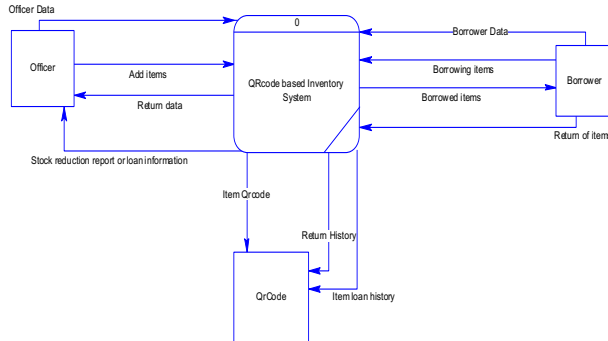 Officer Data
0
Borrower Data
Officer
Add items
QRcode based Inventory
System
Borrowing items
Borrower
Return data
Borrowed items
Return of item
Stock reduction report or loan information
Item Qrcode
Return History
QrCode
Item loan history